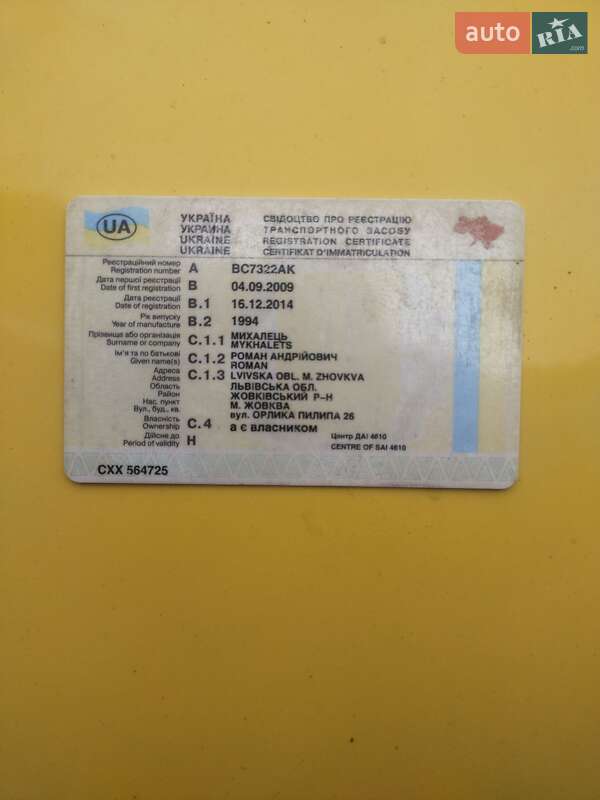 auto RIA .com
UA
УКРАЇНА СВІДОЦТВО ПРО РЕЄСТРАЦІЮ
УКРАИНА ТРАНСПОРТНОГО ЗАСОБУ
UKRAINE REGISTRATION CERTIFICATE
UKRAINE CERTIFIKAT D'IMMATRICULATION
Реєстраційний номер
Registration number A BC7322AK
Дата першої реєстрації
Date of first registration B 04.09.2009
Дата реєстрації
Date of registration B.1 16.12.2014
Рік випуску
Year of manufacture B.2 1994
Прізвище або організація МИХАЛЕЦЬ
Surname or company C.1.1 MYKHALETS
Ім'я та по батькові РОМАН АНДРІЙОВИЧ
Given name(s) C.1.2 ROMAN
Адреса
Address C.1.3 LVIVSKA OBL. M. ZHOVKVA
Область ЛЬВІВСЬКА ОБЛ.
Район ЖОВКІВСЬКИЙ Р-Н
Нас. пункт М. ЖОВКВА
Вул., буд., кв. вул. ОРЛИКА ПИЛИПА 26
Власність
Ownership C.4 а є власником
Дійсне до Центр ДАІ 4610
Period of validity H CENTRE OF SAI 4610
CXX 564725